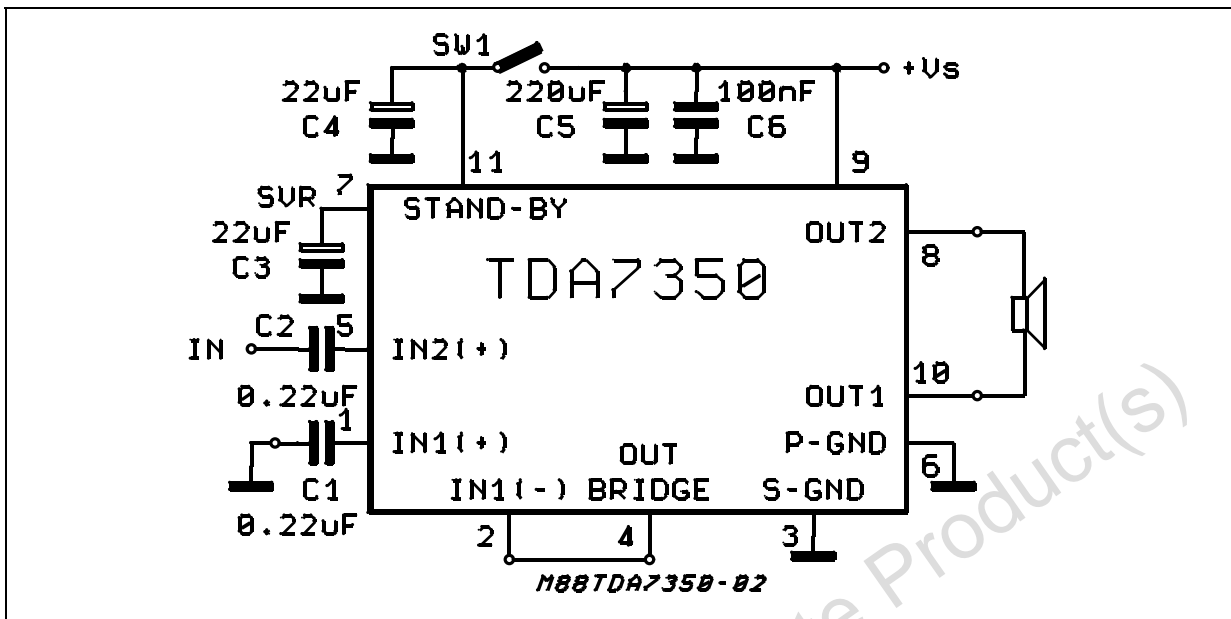 SW1
+Vs
22uF
C4
220uF
C5
100nF
C6
11
9
SVR
7
STAND-BY
22uF
C3
OUT2
8
TDA7350
C2
5
IN
IN2(+)
0.22uF
10
OUT1
1
IN1(+)
OUT
P-GND
6
C1
IN1(-)
BRIDGE
S-GND
0.22uF
2
4
3
M88TDA7350-02
te Product(s)